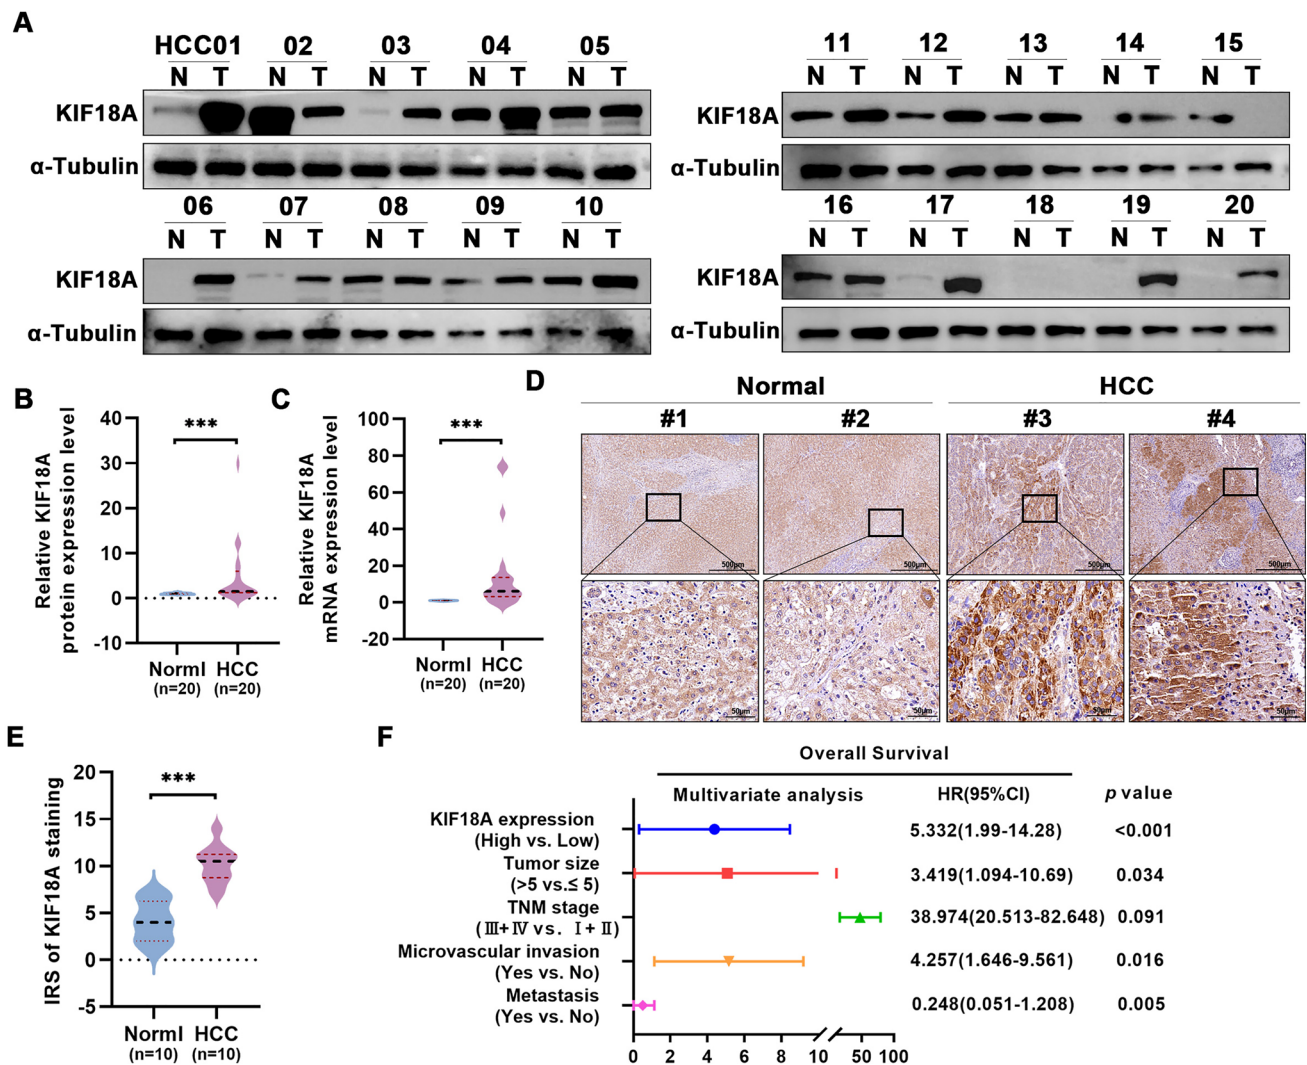 A
HCC01 02 03 04 05
N T N T N T N T N T
KIF18A
α-Tubulin
06 07 08 09 10
N T N T N T N T N T
KIF18A
α-Tubulin
11 12 13 14 15
N T N T N T N T N T
KIF18A
α-Tubulin
16 17 18 19 20
N T N T N T N T N T
KIF18A
α-Tubulin
B
Relative KIF18A
protein expression level
40
30
20
10
0
-10
***
Norml HCC
(n=20) (n=20)
C
Relative KIF18A
mRNA expression level
100
80
60
40
20
0
-20
***
Norml HCC
(n=20) (n=20)
D
Normal HCC
#1 #2 #3 #4
500μm 500μm 500μm 500μm
50μm 50μm 50μm 50μm
E
IRS of KIF18A staining
20
15
10
5
0
-5
***
Norml HCC
(n=10) (n=10)
F
Overall Survival
Multivariate analysis HR(95%CI) p value
KIF18A expression
(High vs. Low) 5.332(1.99-14.28) <0.001
Tumor size
(>5 vs.≤ 5) 3.419(1.094-10.69) 0.034
TNM stage
(Ⅲ+Ⅳ vs. Ⅰ+Ⅱ) 38.974(20.513-82.648) 0.091
Microvascular invasion
(Yes vs. No) 4.257(1.646-9.561) 0.016
Metastasis
(Yes vs. No) 0.248(0.051-1.208) 0.005
0 2 4 6 8 10 50 100